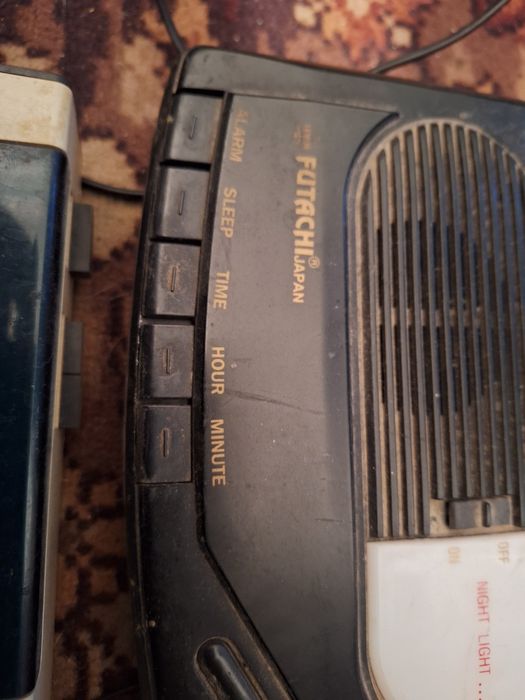 FUTACHI®
JAPAN
ALARM
SLEEP
TIME
HOUR
MINUTE
OFF
ON
NIGHT LIGHT...